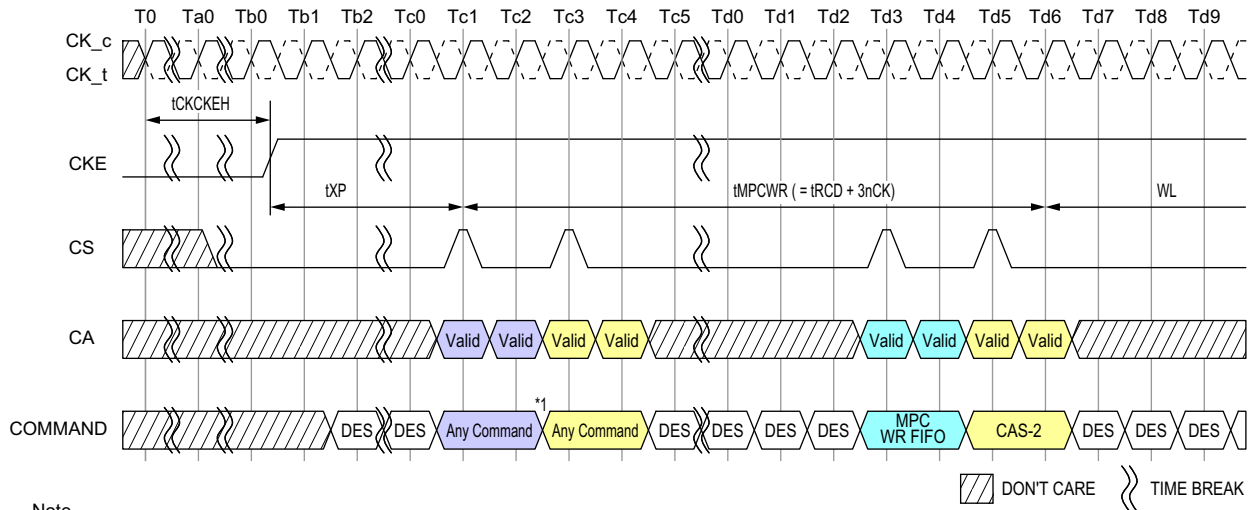 T0 Ta0 Tb0 Tb1 Tb2 Tc0 Tc1 Tc2 Tc3 Tc4 Tc5 Td0 Td1 Td2 Td3 Td4 Td5 Td6 Td7 Td8 Td9
CK_c
CK_t
tCKCKEH
CKE
tXP
tMPCWR ( = tRCD + 3nCK)
WL
CS
CA
Valid Valid Valid Valid Valid Valid Valid Valid
*1
COMMAND
DES DES Any Command Any Command DES DES DES DES MPC WR FIFO CAS-2 DES DES DES
DON'T CARE
TIME BREAK